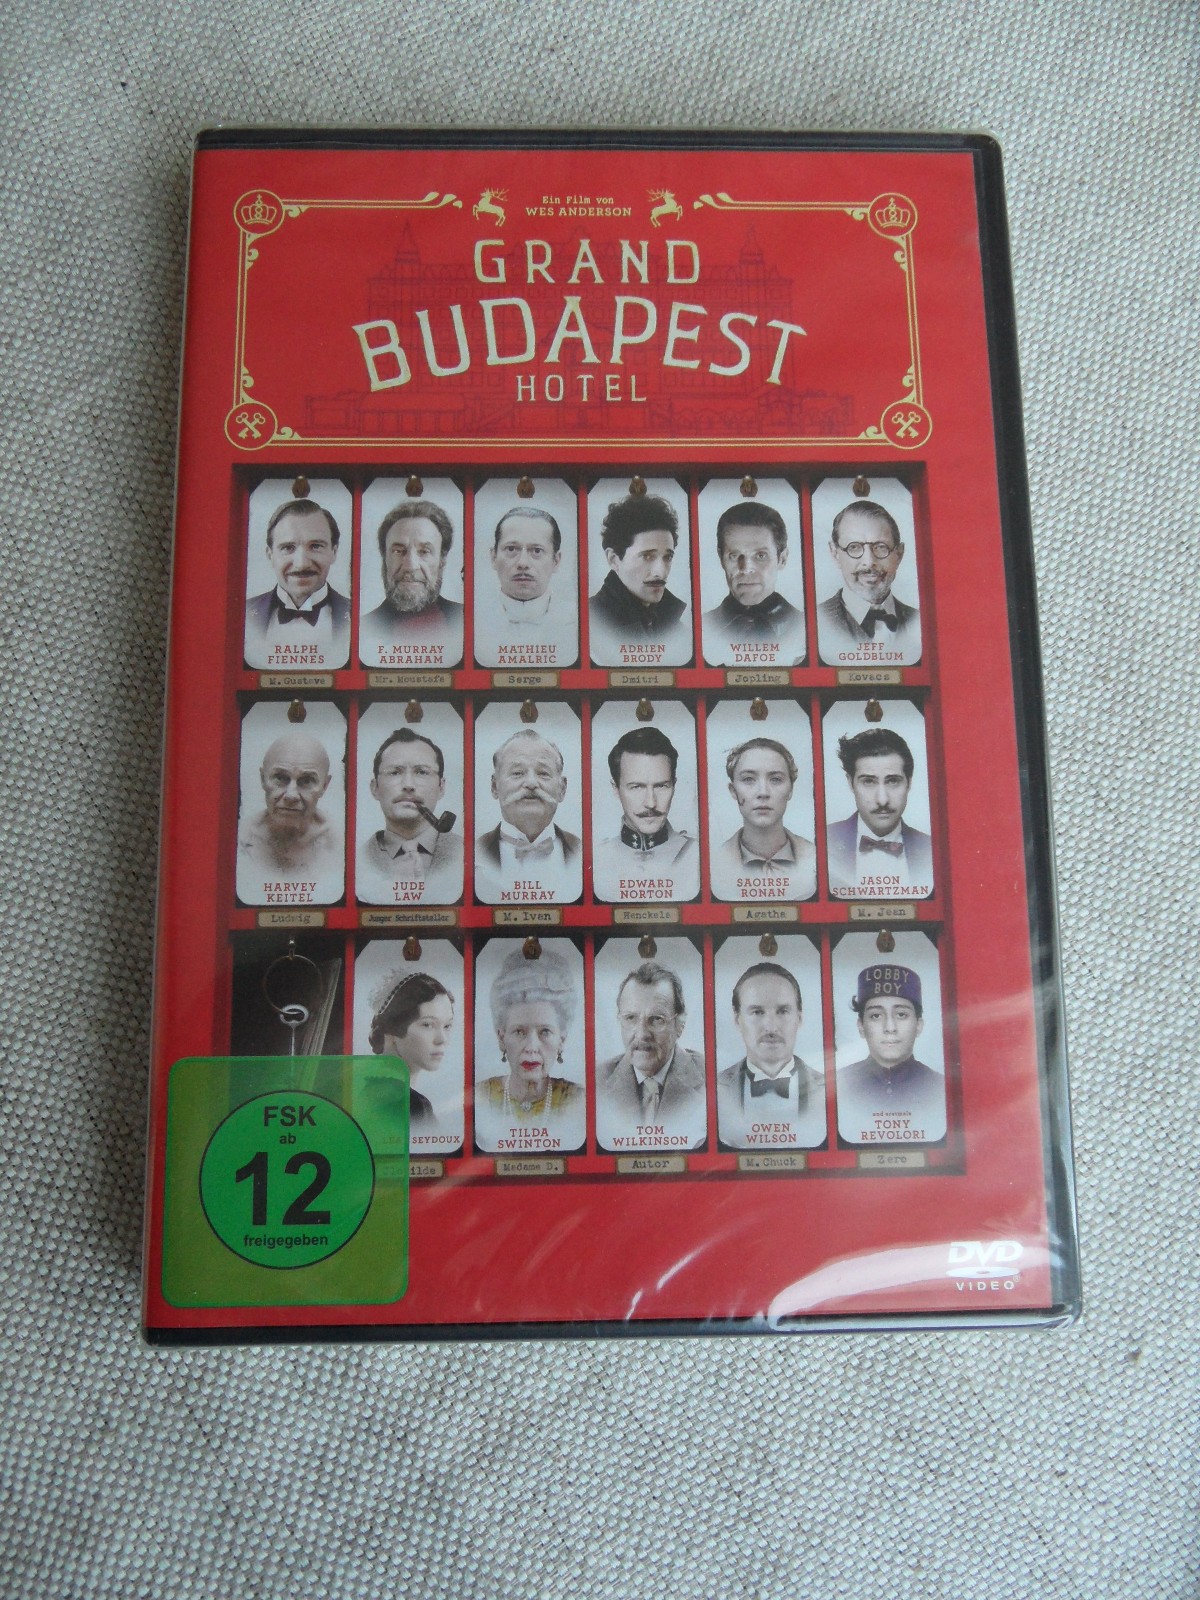 Ein Film von
WES ANDERSON
GRAND
BUDAPEST
HOTEL
RALPH
FIENNES
M. Gustave
F. MURRAY
ABRAHAM
Mr. Moustafa
MATHIEU
AMALRIC
Serge
ADRIEN
BRODY
Dmitri
WILLEM
DAFOE
Jopling
JEFF
GOLDBLUM
Kovacs
HARVEY
KEITEL
Ludwig
JUDE
LAW
Junger Schriftsteller
BILL
MURRAY
M. Ivan
EDWARD
NORTON
Henckels
SAOIRSE
RONAN
Agatha
JASON
SCHWARTZMAN
M. Jean
LÉA SEYDOUX
Clotilde
TILDA
SWINTON
Madame D.
TOM
WILKINSON
Autor
OWEN
WILSON
M. Chuck
LOBBY
BOY
und erstmals
TONY
REVOLORI
Zero
FSK
ab
12
freigegeben
DVD
VIDEO